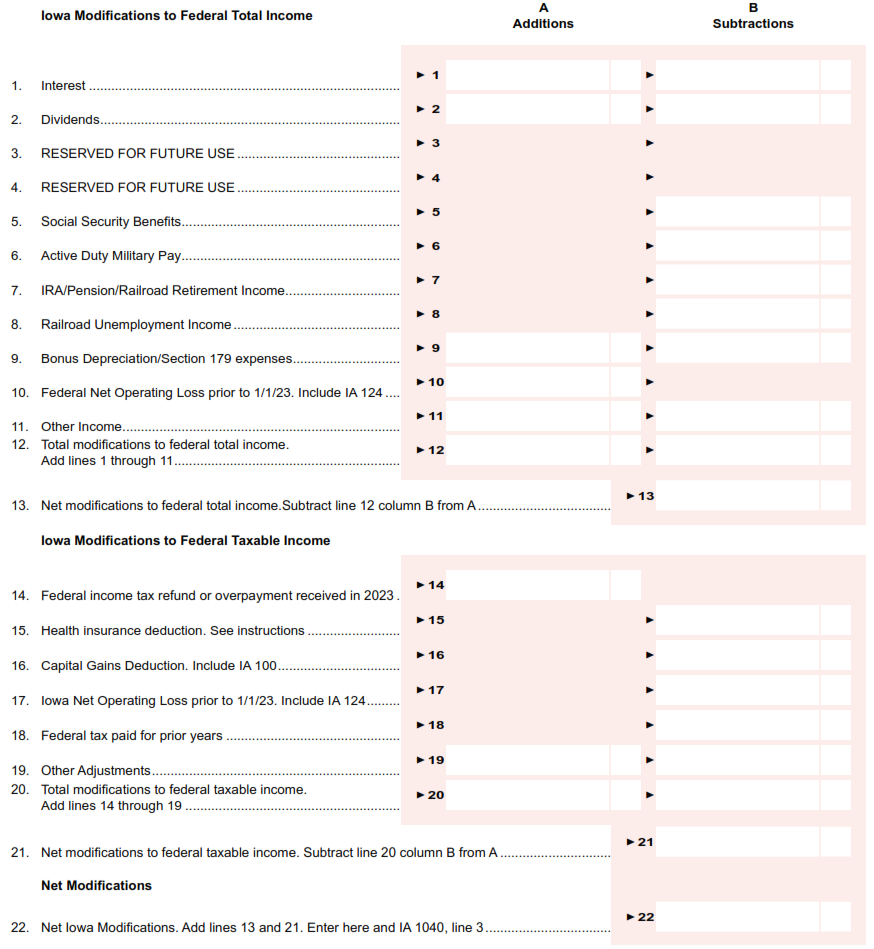 Iowa Modifications to Federal Total Income
A
Additions
B
Subtractions
1. Interest ► 1 ►
2. Dividends ► 2 ►
3. RESERVED FOR FUTURE USE ► 3 ►
4. RESERVED FOR FUTURE USE ► 4 ►
5. Social Security Benefits ► 5 ►
6. Active Duty Military Pay ► 6 ►
7. IRA/Pension/Railroad Retirement Income ► 7 ►
8. Railroad Unemployment Income ► 8 ►
9. Bonus Depreciation/Section 179 expenses ► 9 ►
10. Federal Net Operating Loss prior to 1/1/23. Include IA 124 ► 10 ►
11. Other Income ► 11 ►
12. Total modifications to federal total income.
Add lines 1 through 11 ► 12 ►
13. Net modifications to federal total income.Subtract line 12 column B from A ► 13
Iowa Modifications to Federal Taxable Income
14. Federal income tax refund or overpayment received in 2023 . ► 14
15. Health insurance deduction. See instructions ► 15 ►
16. Capital Gains Deduction. Include IA 100 ► 16 ►
17. Iowa Net Operating Loss prior to 1/1/23. Include IA 124 ► 17 ►
18. Federal tax paid for prior years ► 18 ►
19. Other Adjustments ► 19 ►
20. Total modifications to federal taxable income.
Add lines 14 through 19 ► 20 ►
21. Net modifications to federal taxable income. Subtract line 20 column B from A ► 21
Net Modifications
22. Net Iowa Modifications. Add lines 13 and 21. Enter here and IA 1040, line 3 ► 22